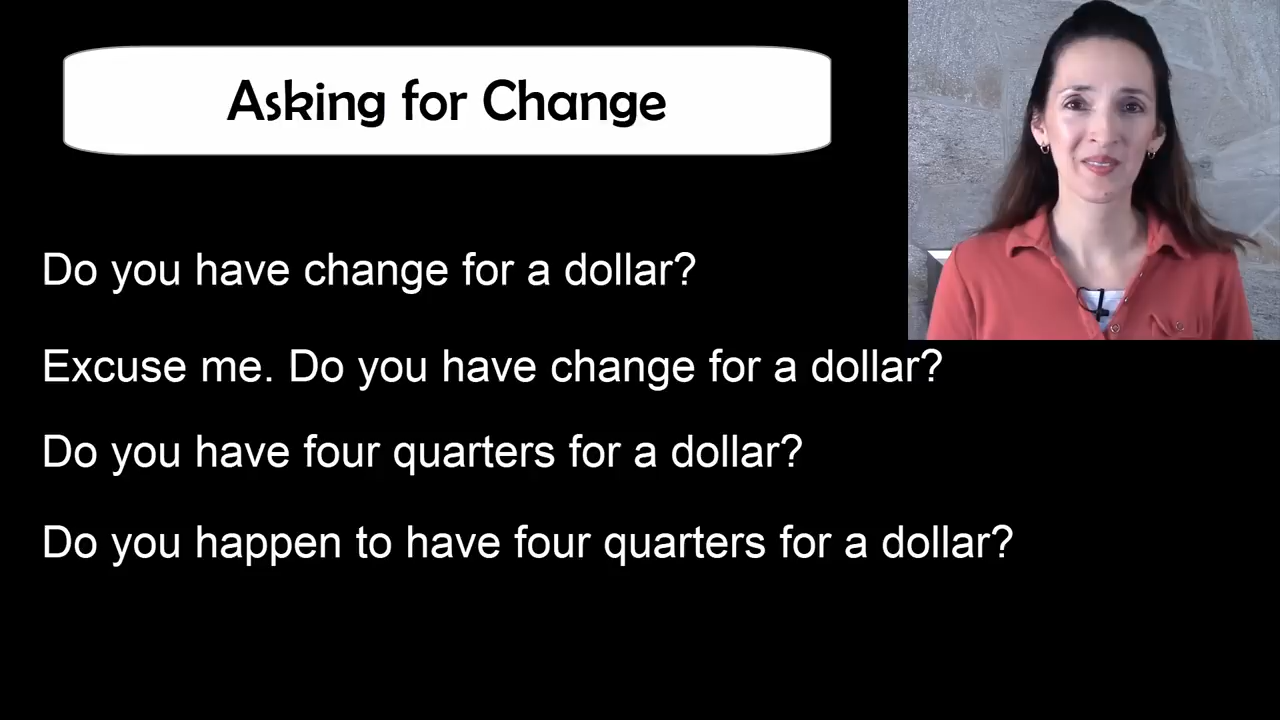 Asking for Change
Do you have change for a dollar?
Excuse me. Do you have change for a dollar?
Do you have four quarters for a dollar?
Do you happen to have four quarters for a dollar?